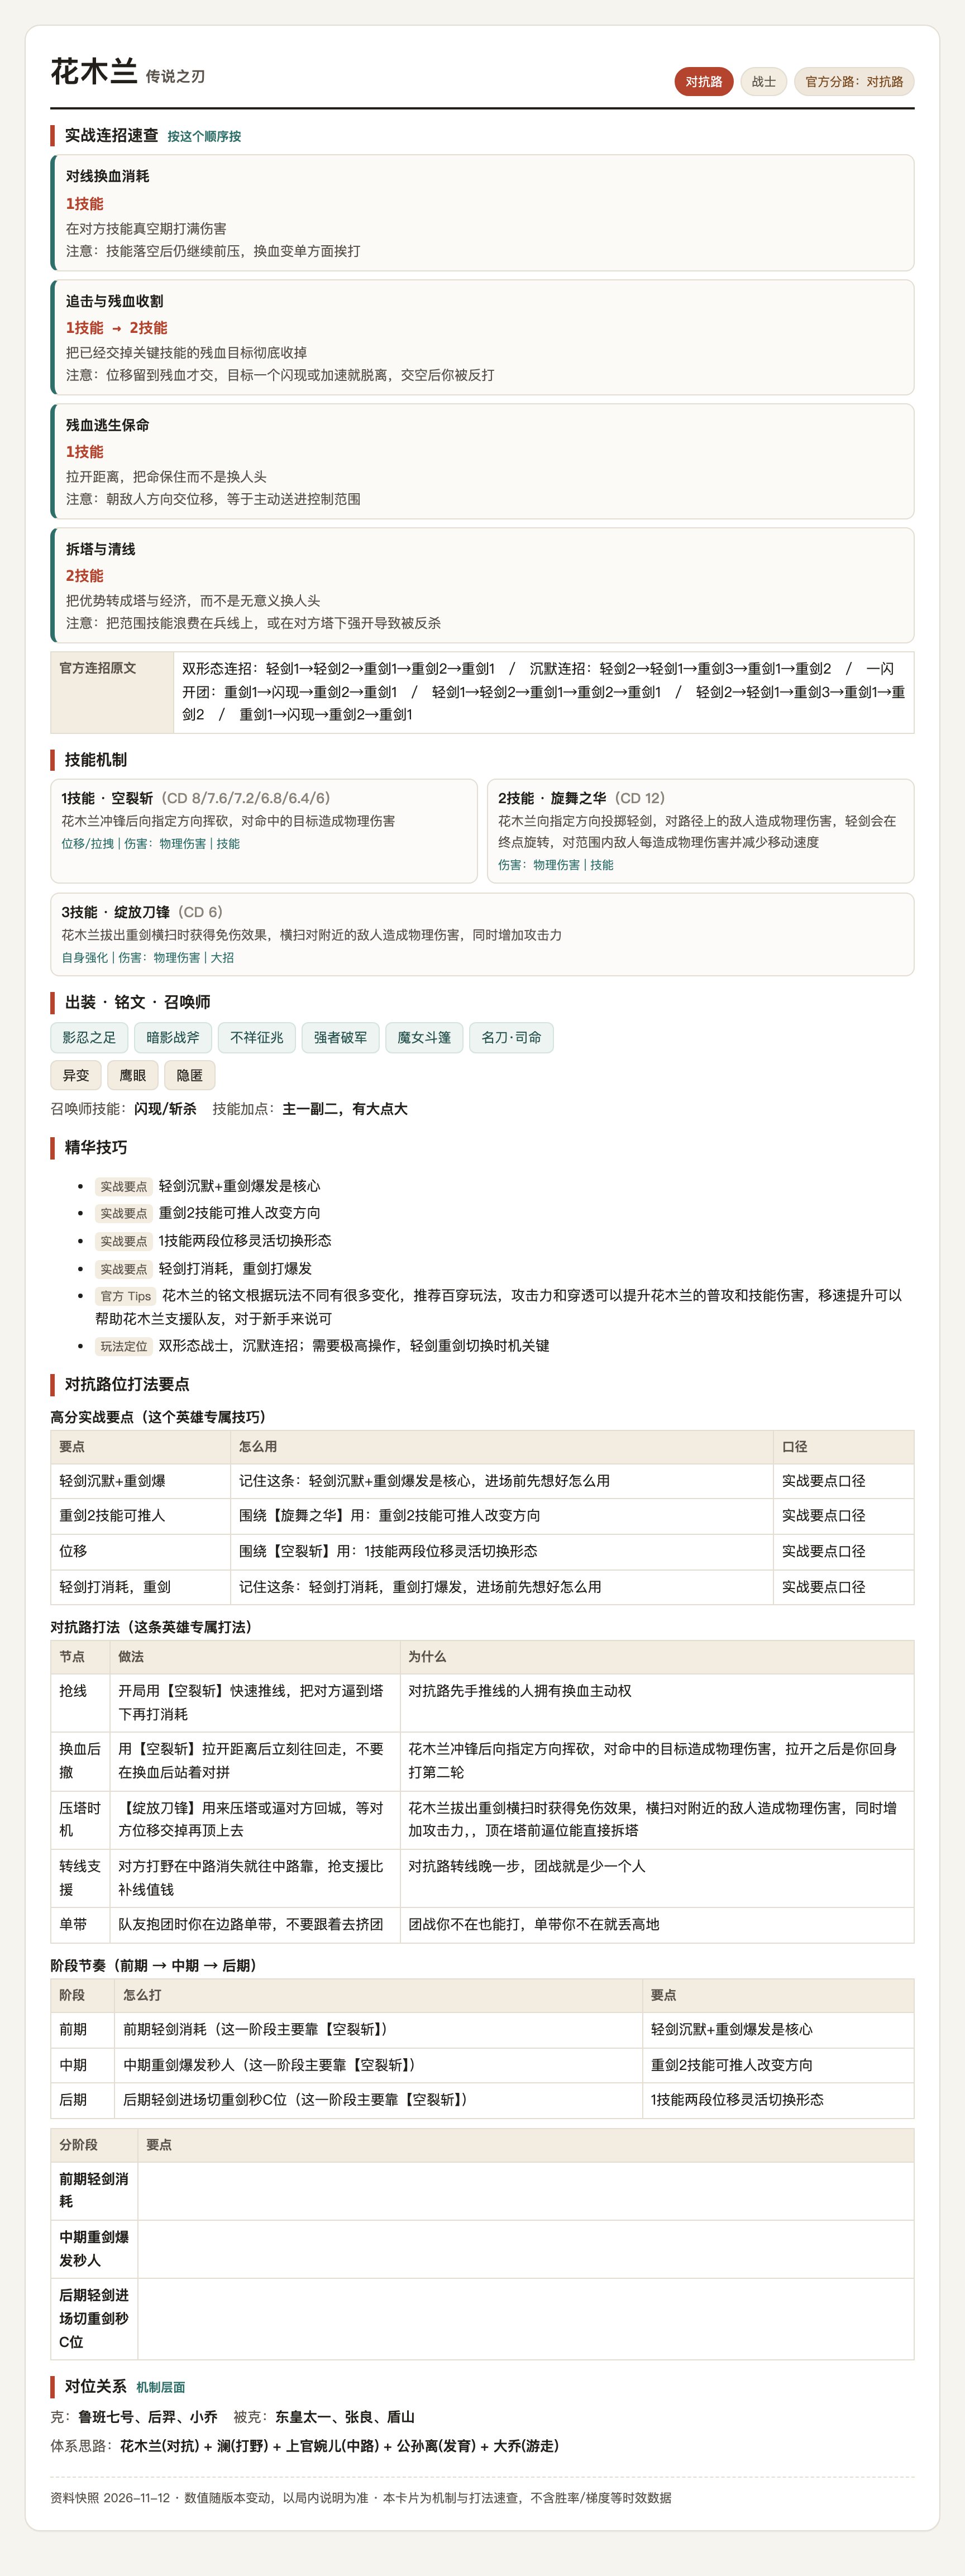 花木兰 传说之刃
对抗路 战士 官方分路：对抗路
实战连招速查 按这个顺序按
对线换血消耗
1技能
在对方技能真空期打满伤害
注意：技能落空后仍继续前压，换血变单方面挨打
追击与残血收割
1技能 → 2技能
把已经交掉关键技能的残血目标彻底收掉
注意：位移留到残血才交，目标一个闪现或加速就脱离，交空后你被反打
残血逃生保命
1技能
拉开距离，把命保住而不是换人头
注意：朝敌人方向交位移，等于主动送进控制范围
拆塔与清线
2技能
把优势转成塔与经济，而不是无意义换人头
注意：把范围技能浪费在兵线上，或在对方塔下强开导致被反杀
官方连招原文
双形态连招：轻剑1→轻剑2→重剑1→重剑2→重剑1 / 沉默连招：轻剑2→轻剑1→重剑3→重剑1→重剑2 / 一闪
开团：重剑1→闪现→重剑2→重剑1 / 轻剑1→轻剑2→重剑1→重剑2→重剑1 / 轻剑2→轻剑1→重剑3→重剑1→重
剑2 / 重剑1→闪现→重剑2→重剑1
技能机制
1技能 · 空裂斩（CD 8/7.6/7.2/6.8/6.4/6）
花木兰冲锋后向指定方向挥砍，对命中的目标造成物理伤害
位移/拉拽 | 伤害：物理伤害 | 技能
2技能 · 旋舞之华（CD 12）
花木兰向指定方向投掷轻剑，对路径上的敌人造成物理伤害，轻剑会在
终点旋转，对范围内敌人每造成物理伤害并减少移动速度
伤害：物理伤害 | 技能
3技能 · 绽放刀锋（CD 6）
花木兰拔出重剑横扫时获得免伤效果，横扫对附近的敌人造成物理伤害，同时增加攻击力
自身强化 | 伤害：物理伤害 | 大招
出装 · 铭文 · 召唤师
影忍之足 暗影战斧 不祥征兆 强者破军 魔女斗篷 名刀·司命
异变 鹰眼 隐匿
召唤师技能：闪现/斩杀 技能加点：主一副二，有大点大
精华技巧
• 实战要点 轻剑沉默+重剑爆发是核心
• 实战要点 重剑2技能可推人改变方向
• 实战要点 1技能两段位移灵活切换形态
• 实战要点 轻剑打消耗，重剑打爆发
• 官方 Tips 花木兰的铭文根据玩法不同有很多变化，推荐百穿玩法，攻击力和穿透可以提升花木兰的普攻和技能伤害，移速提升可以
帮助花木兰支援队友，对于新手来说可
• 玩法定位 双形态战士，沉默连招；需要极高操作，轻剑重剑切换时机关键
对抗路位打法要点
高分实战要点（这个英雄专属技巧）
要点 怎么用 口径
轻剑沉默+重剑爆 记住这条：轻剑沉默+重剑爆发是核心，进场前先想好怎么用 实战要点口径
重剑2技能可推人 围绕【旋舞之华】用：重剑2技能可推人改变方向 实战要点口径
位移 围绕【空裂斩】用：1技能两段位移灵活切换形态 实战要点口径
轻剑打消耗，重剑 记住这条：轻剑打消耗，重剑打爆发，进场前先想好怎么用 实战要点口径
对抗路打法（这条英雄专属打法）
节点 做法 为什么
抢线 开局用【空裂斩】快速推线，把对方逼到塔 对抗路先手推线的人拥有换血主动权
下再打消耗
换血后 用【空裂斩】拉开距离后立刻往回走，不要 花木兰冲锋后向指定方向挥砍，对命中的目标造成物理伤害，拉开之后是你回身
撤 在换血后站着对拼 打第二轮
压塔时 【绽放刀锋】用来压塔或逼对方回城，等对 花木兰拔出重剑横扫时获得免伤效果，横扫对附近的敌人造成物理伤害，同时增
机 方位移交掉再顶上去 加攻击力，，顶在塔前逼位能直接拆塔
转线支 对方打野在中路消失就往中路靠，抢支援比 对抗路转线晚一步，团战就是少一个人
援 补线值钱
单带 队友抱团时你在边路单带，不要跟着去挤团 团战你不在也能打，单带你不在就丢高地
阶段节奏（前期 → 中期 → 后期）
阶段 怎么打 要点
前期 前期轻剑消耗（这一阶段主要靠【空裂斩】） 轻剑沉默+重剑爆发是核心
中期 中期重剑爆发秒人（这一阶段主要靠【空裂斩】） 重剑2技能可推人改变方向
后期 后期轻剑进场切重剑秒C位（这一阶段主要靠【空裂斩】） 1技能两段位移灵活切换形态
分阶段 要点
前期轻剑消
耗
中期重剑爆
发秒人
后期轻剑进
场切重剑秒
C位
对位关系 机制层面
克：鲁班七号、后羿、小乔 被克：东皇太一、张良、盾山
体系思路：花木兰(对抗) + 澜(打野) + 上官婉儿(中路) + 公孙离(发育) + 大乔(游走)
资料快照 2026-11-12 · 数值随版本变动，以局内说明为准 · 本卡片为机制与打法速查，不含胜率/梯度等时效数据